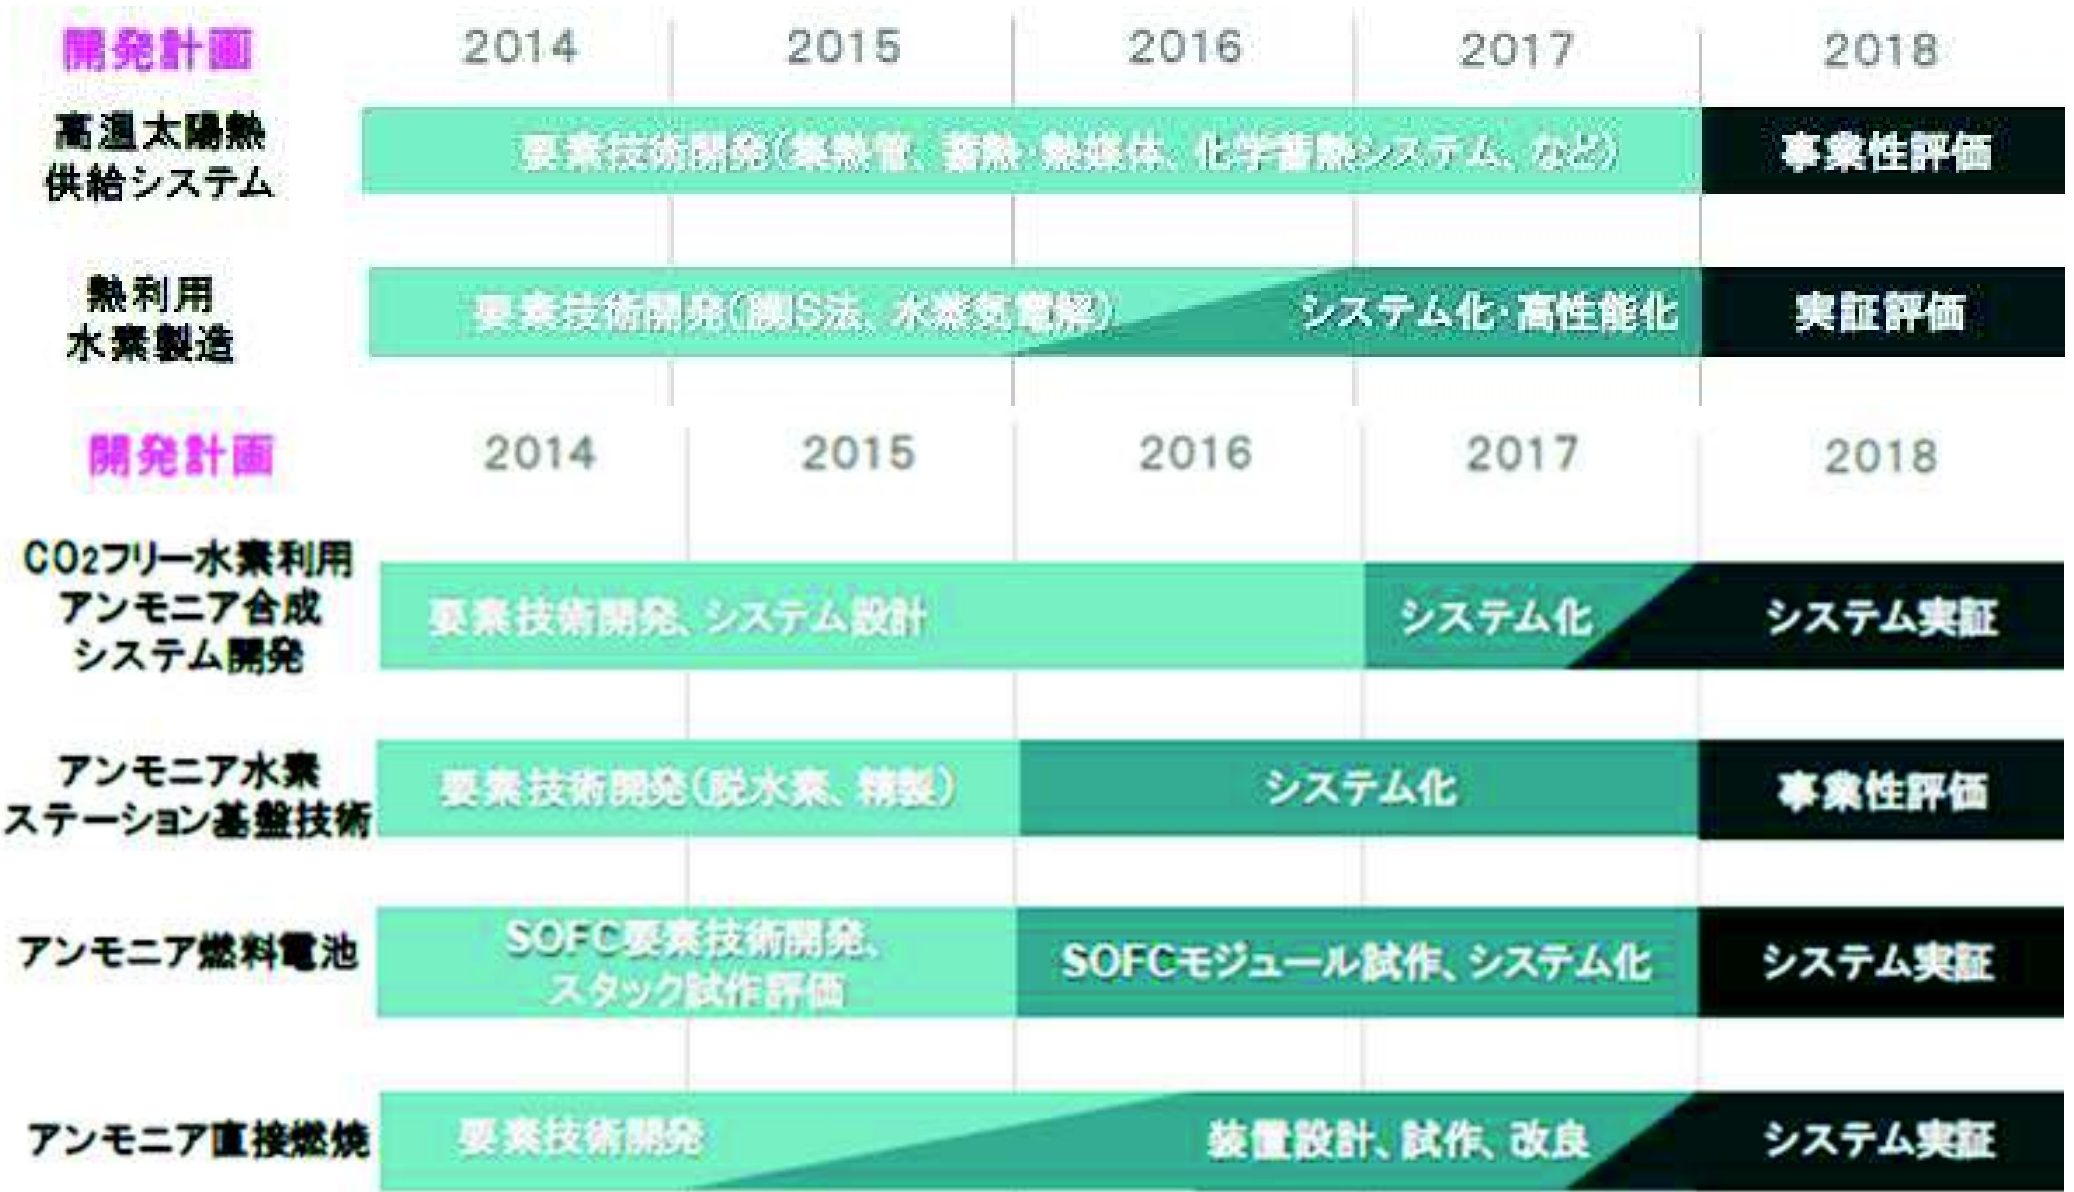 開発計画 2014 2015 2016 2017 2018
高温太陽熱
供給システム
要素技術開発(集熱管、蓄熱・熱媒体、化学蓄熱システム、など)
事業性評価
熱利用
水素製造
要素技術開発(膜IS法、水蒸気電解)
システム化・高性能化
実証評価
開発計画 2014 2015 2016 2017 2018
CO2フリー水素利用
アンモニア合成
システム開発
要素技術開発、システム設計
システム化
システム実証
アンモニア水素
ステーション基盤技術
要素技術開発(脱水素、精製)
システム化
事業性評価
アンモニア燃料電池
SOFC要素技術開発、
スタック試作評価
SOFCモジュール試作、システム化
システム実証
アンモニア直接燃焼
要素技術開発
装置設計、試作、改良
システム実証